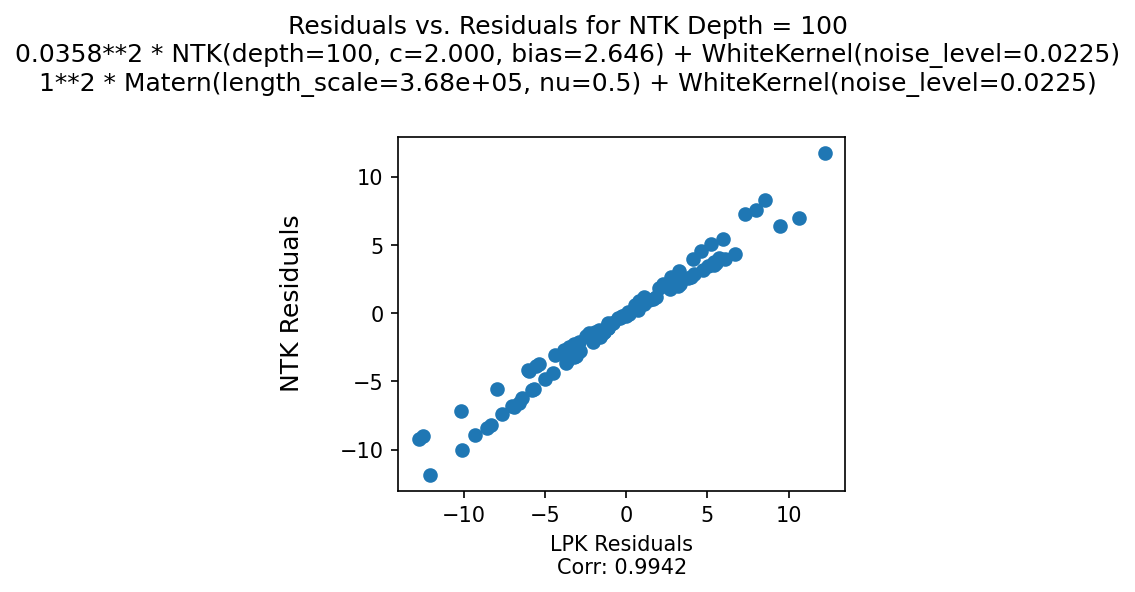 Residuals vs. Residuals for NTK Depth = 100
0.0358**2 * NTK(depth=100, c=2.000, bias=2.646) + WhiteKernel(noise_level=0.0225)
1**2 * Matern(length_scale=3.68e+05, nu=0.5) + WhiteKernel(noise_level=0.0225)
NTK Residuals
10
5
0
−5
−10
−10 −5 0 5 10
LPK Residuals
Corr: 0.9942